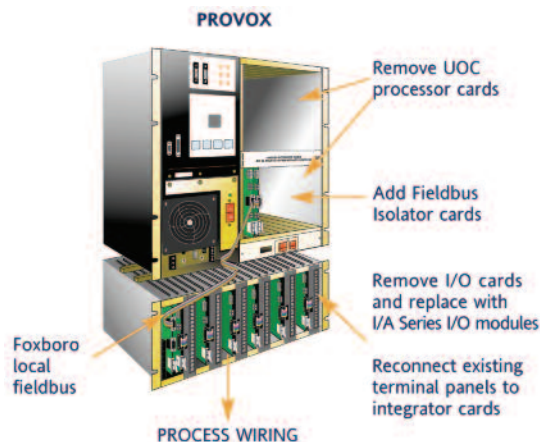 PROVOX
Remove UOC
processor cards
Add Fieldbus
Isolator cards
Remove I/O cards
and replace with
I/A Series I/O modules
Foxboro
local
fieldbus
Reconnect existing
terminal panels to
integrator cards
PROCESS WIRING